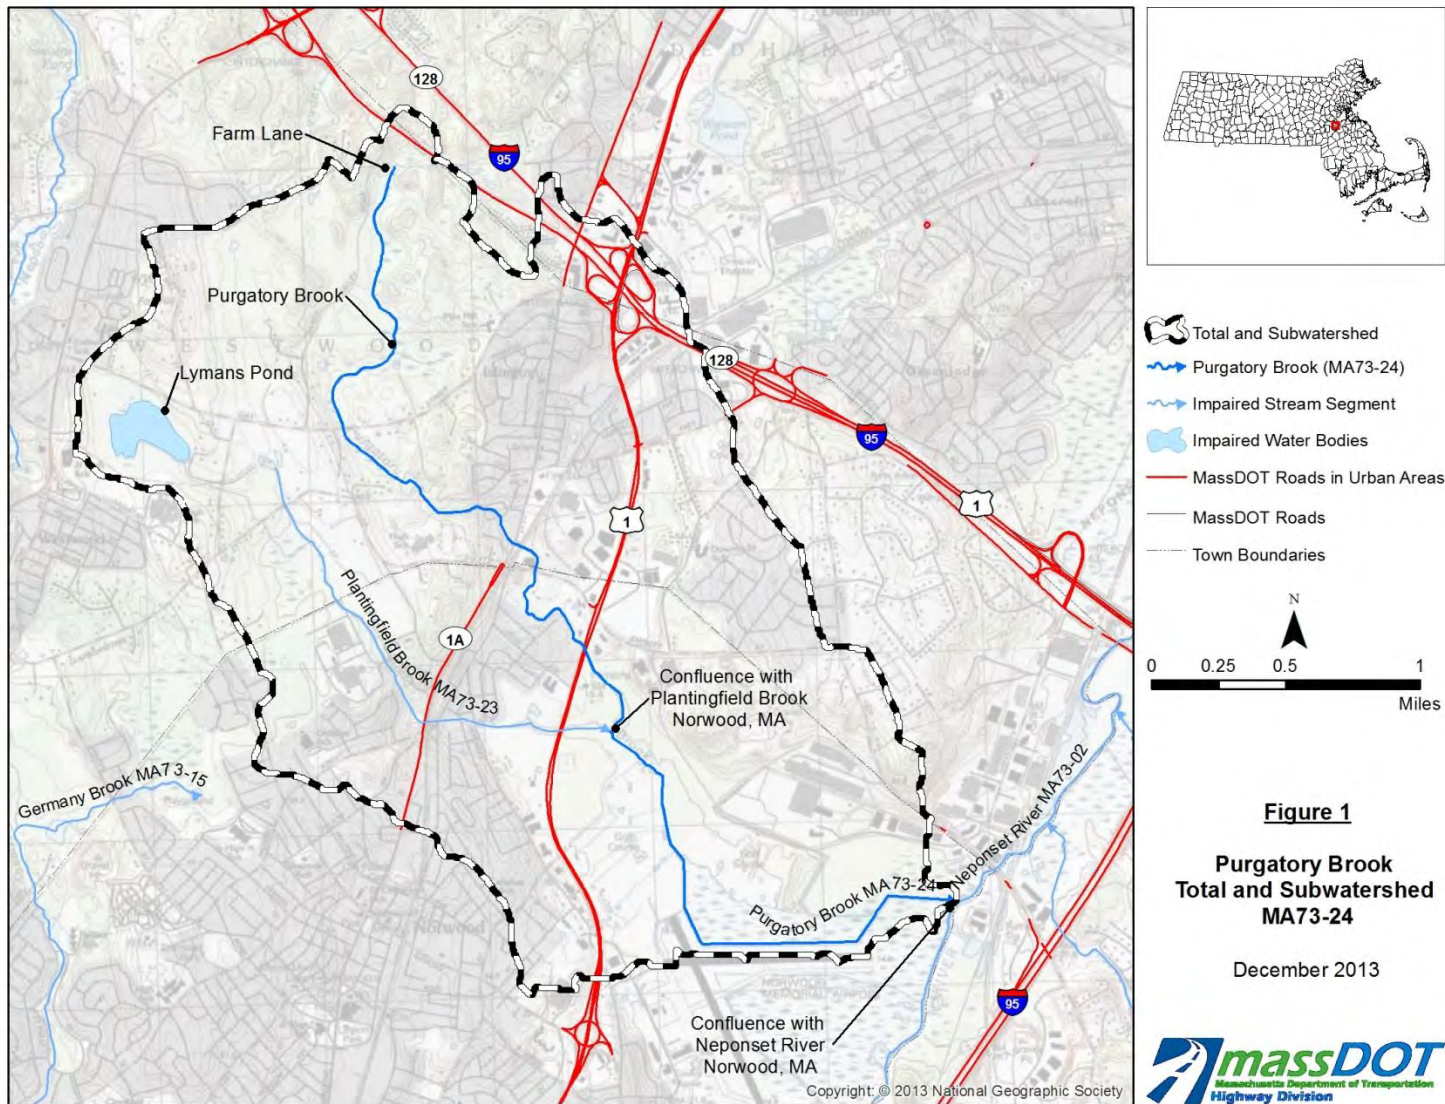 DEDHAM
128
Farm Lane
95
Purgatory Brook
Lymans Pond
128
95
1
1
Plantingfield Brook MA73-23
1A
Confluence with
Plantingfield Brook
Norwood, MA
Germany Brook MA73-15
Neponset River MA73-02
Purgatory Brook MA73-24
Norwood
95
Confluence with
Neponset River
Norwood, MA
Copyright: © 2013 National Geographic Society
Total and Subwatershed
Purgatory Brook (MA73-24)
Impaired Stream Segment
Impaired Water Bodies
MassDOT Roads in Urban Areas
MassDOT Roads
Town Boundaries
N
0 0.25 0.5 1
Miles
Figure 1
Purgatory Brook
Total and Subwatershed
MA73-24
December 2013
massDOT
Massachusetts Department of Transportation
Highway Division